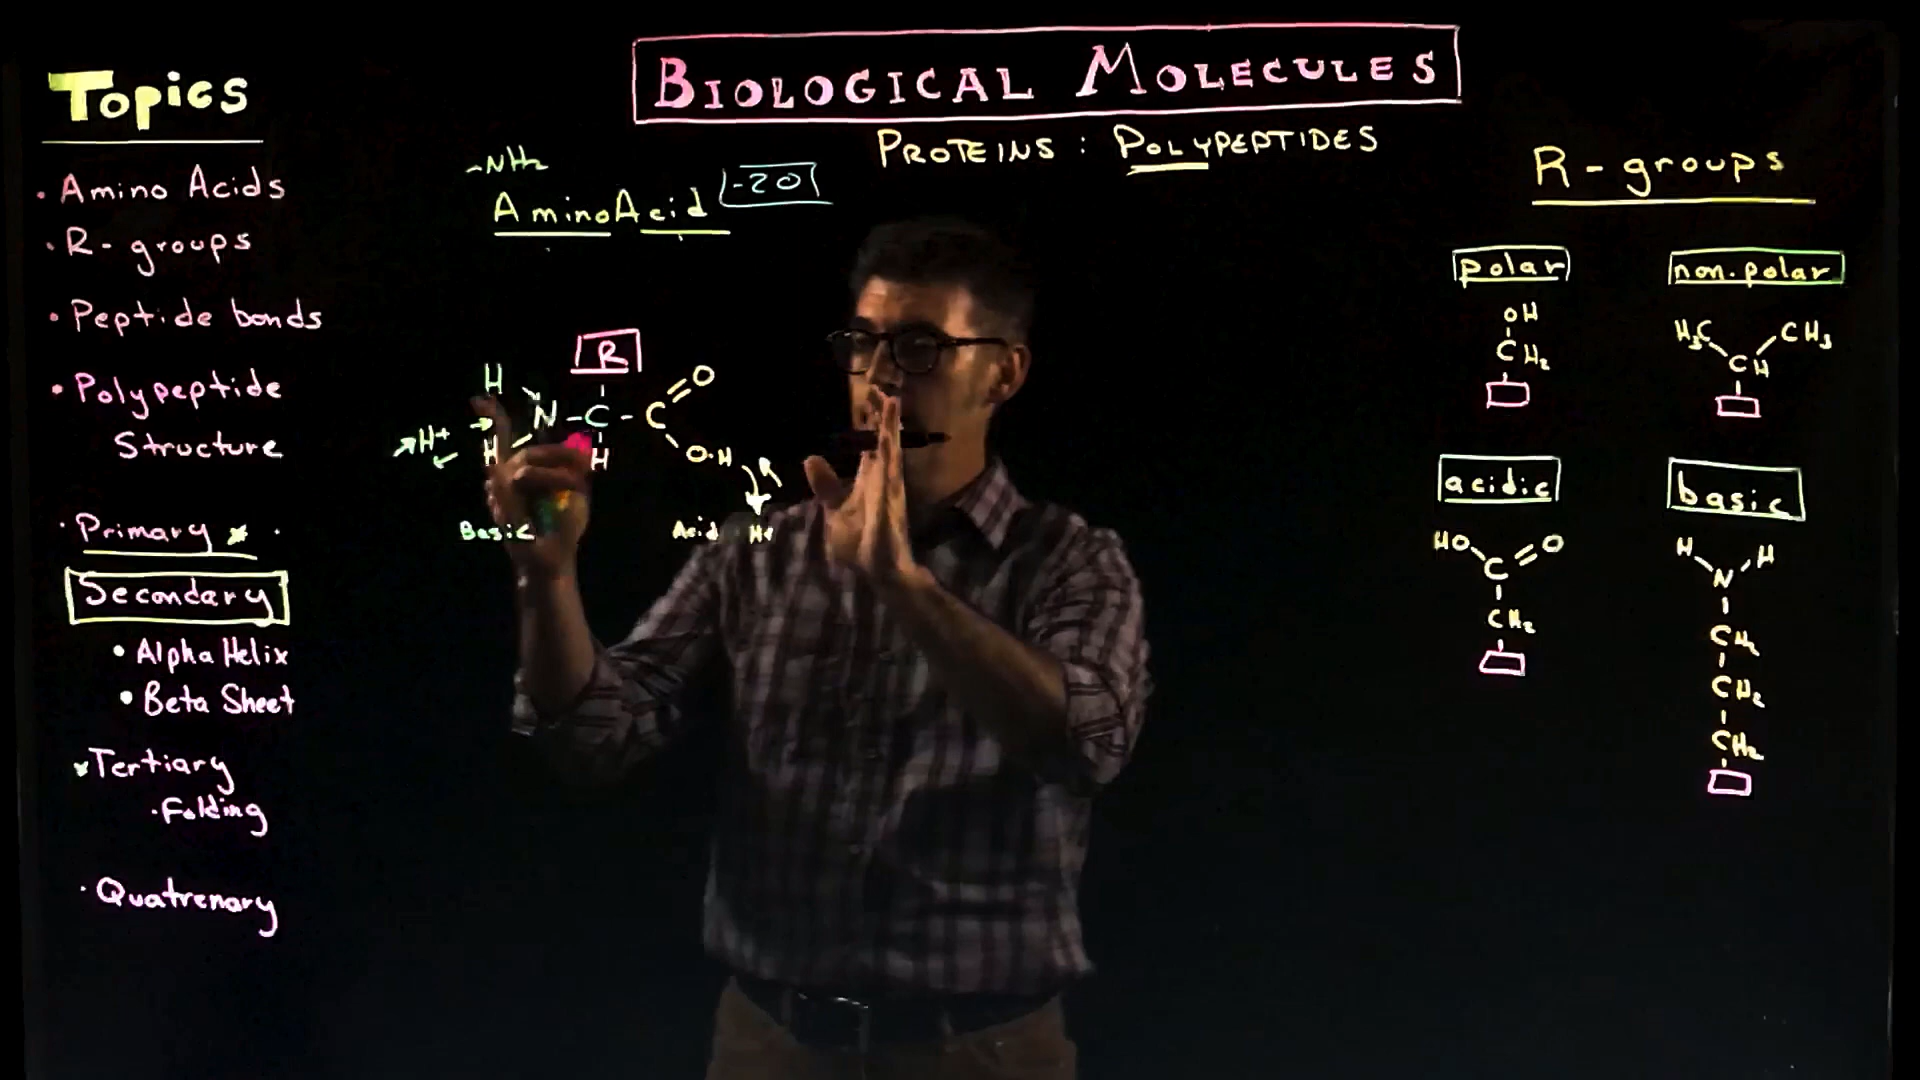 BIOLOGICAL MOLECULES
PROTEINS : POLYPEPTIDES
Topics
• Amino Acids
• R-groups
• Peptide bonds
• Polypeptide
Structure
• Primary
Secondary
• Alpha Helix
• Beta Sheet
Tertiary
• Folding
• Quatrenary
-NH2
AminoAcid
-20
R
H
N-C-C
O
H+
H
H
O-H
Basic
Acid
H+
R-groups
polar
OH
CH2
non-polar
H3C
CH3
CH
acidic
HO
O
C
CH2
basic
H
H
N
CH2
CH2
CH2